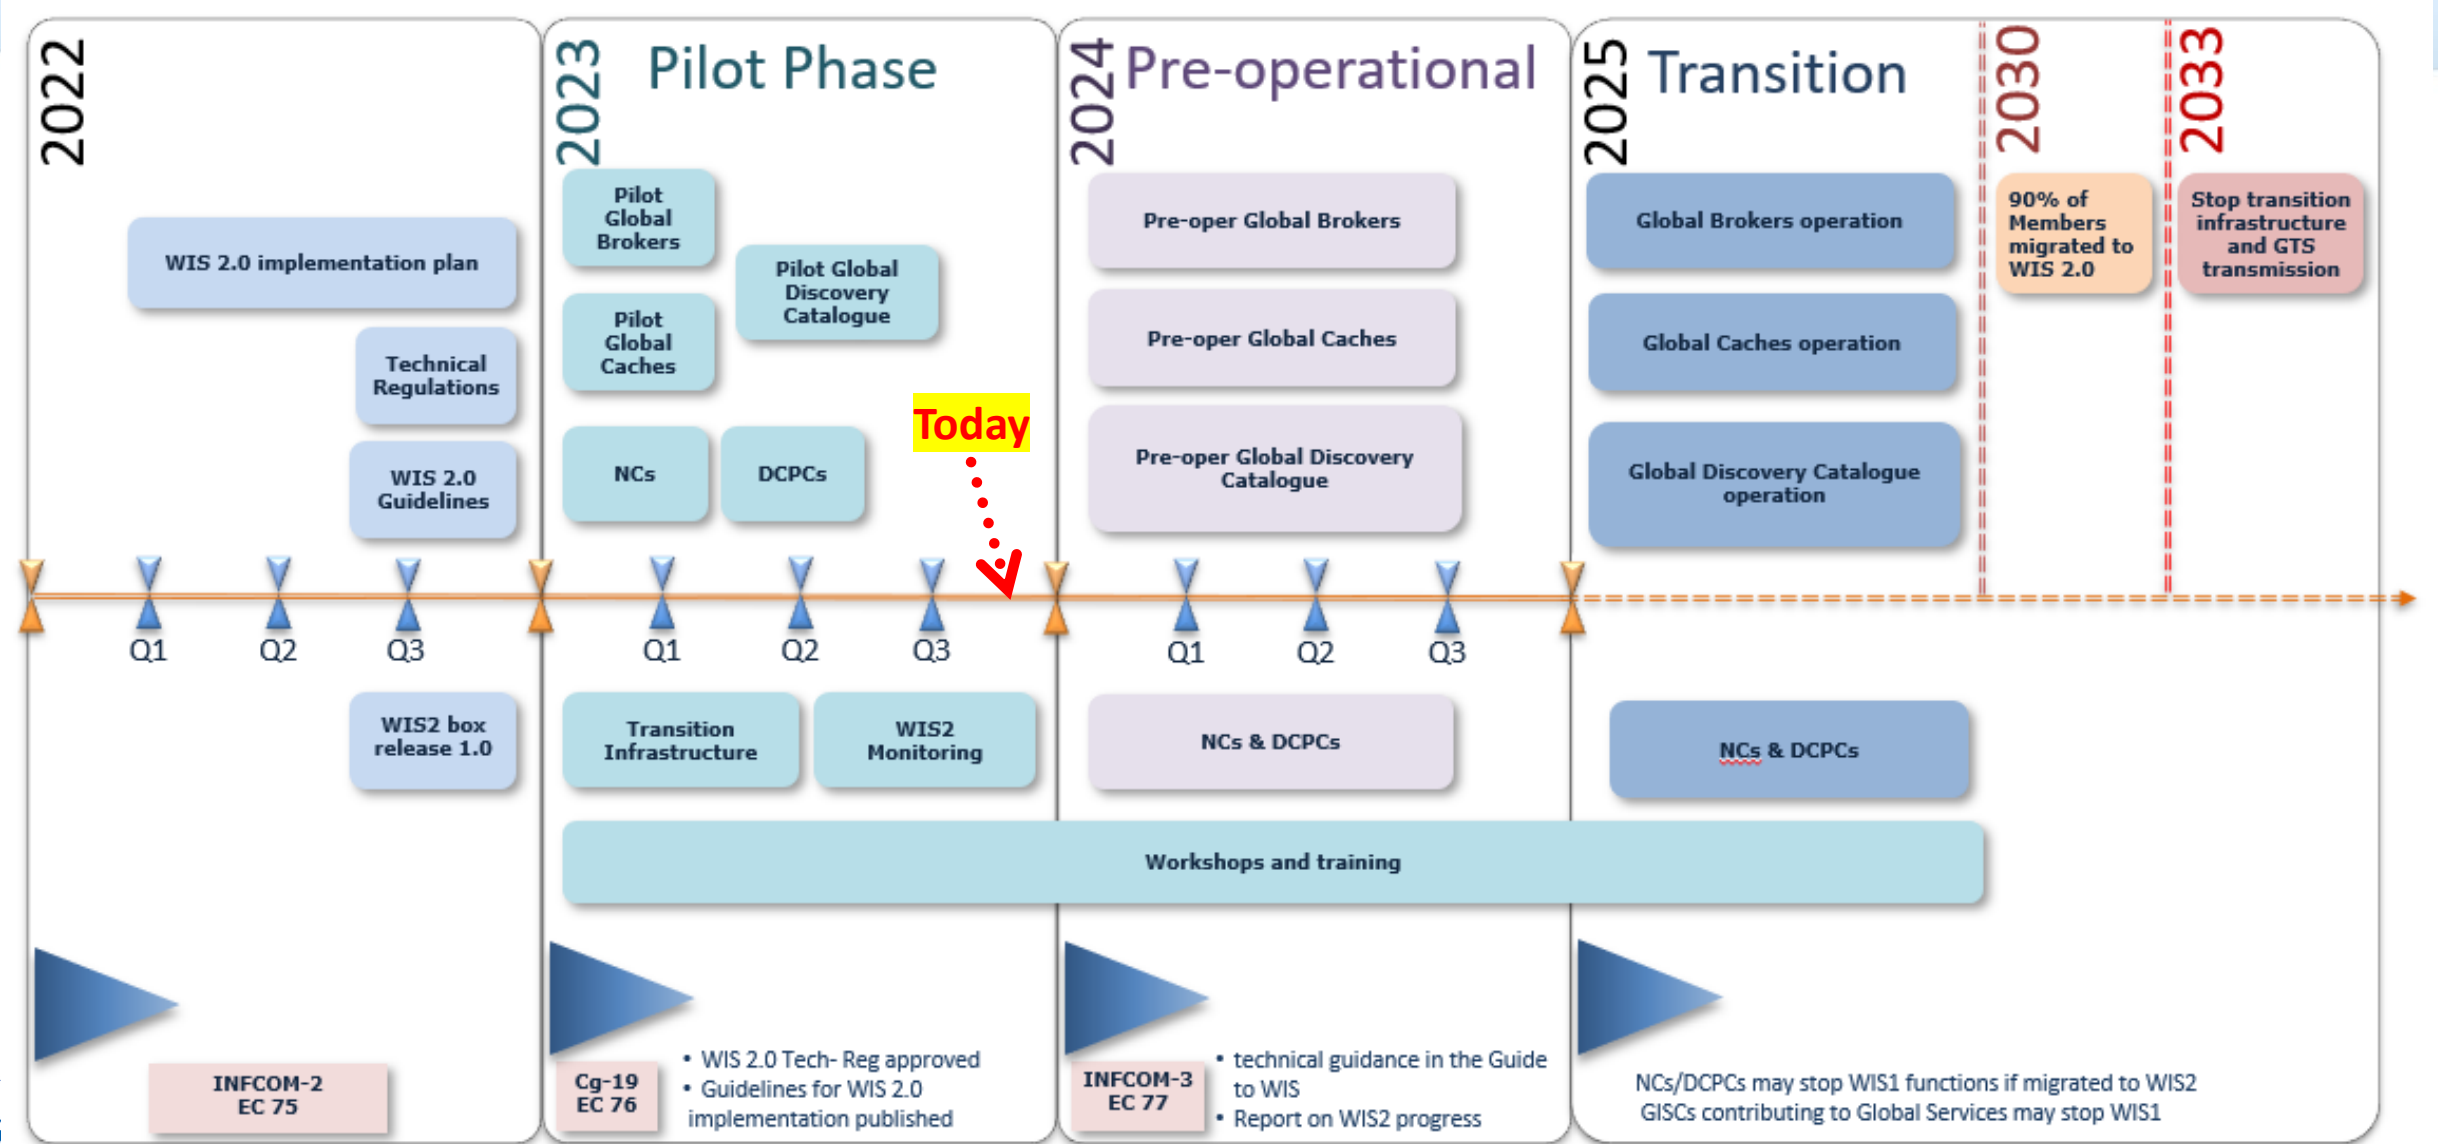 2022
WIS 2.0 implementation plan
Technical
Regulations
WIS 2.0
Guidelines
Q1
Q2
Q3
WIS2 box
release 1.0
INFCOM-2
EC 75
2023
Pilot Phase
Pilot
Global
Brokers
Pilot Global
Discovery
Catalogue
Pilot
Global
Caches
NCs
DCPCs
Today
Q1
Q2
Q3
Transition
Infrastructure
WIS2
Monitoring
Workshops and training
Cg-19
EC 76
• WIS 2.0 Tech- Reg approved
• Guidelines for WIS 2.0
implementation published
2024
Pre-operational
Pre-oper Global Brokers
Pre-oper Global Caches
Pre-oper Global Discovery
Catalogue
Q1
Q2
Q3
NCs & DCPCs
INFCOM-3
EC 77
• technical guidance in the Guide
to WIS
• Report on WIS2 progress
2025
Transition
Global Brokers operation
Global Caches operation
Global Discovery Catalogue
operation
NCs & DCPCs
NCs/DCPCs may stop WIS1 functions if migrated to WIS2
GISCs contributing to Global Services may stop WIS1
2030
90% of
Members
migrated to
WIS 2.0
2033
Stop transition
infrastructure
and GTS
transmission